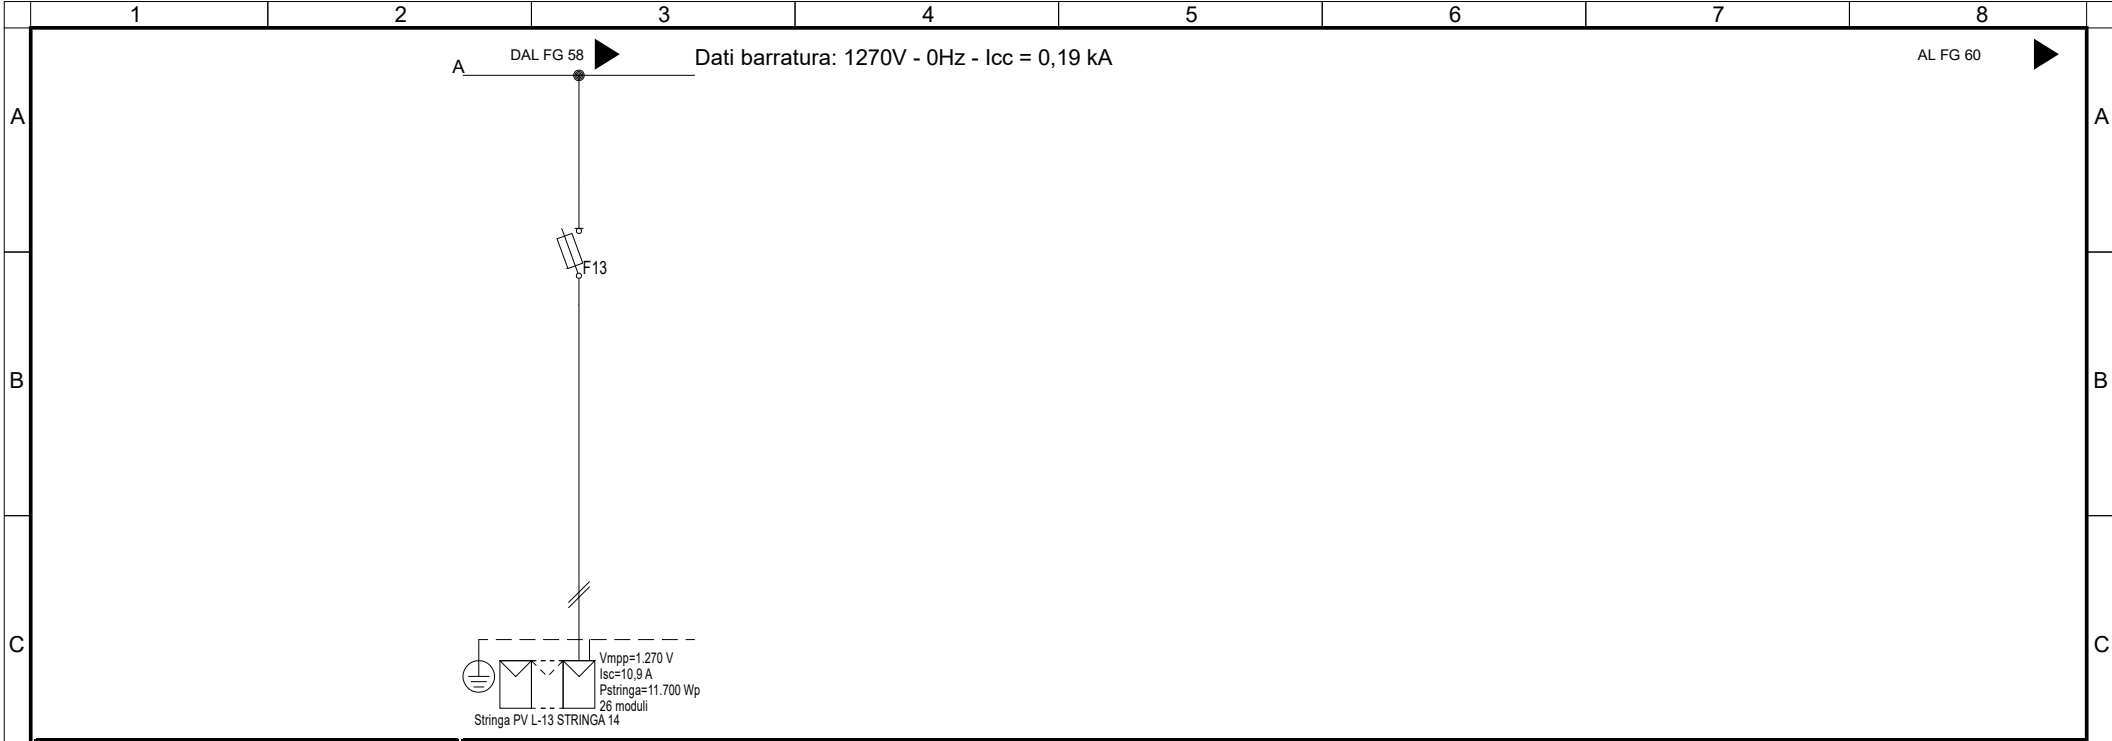 1 2 3 4 5 6 7 8
DAL FG 58
Dati barratura: 1270V - 0Hz - Icc = 0,19 kA
AL FG 60
A
A
A
F13
B
B
C
C
Vmpp=1.270 V
Isc=10,9 A
Pstringa=11.700 Wp
26 moduli
Stringa PV L-13 STRINGA 14